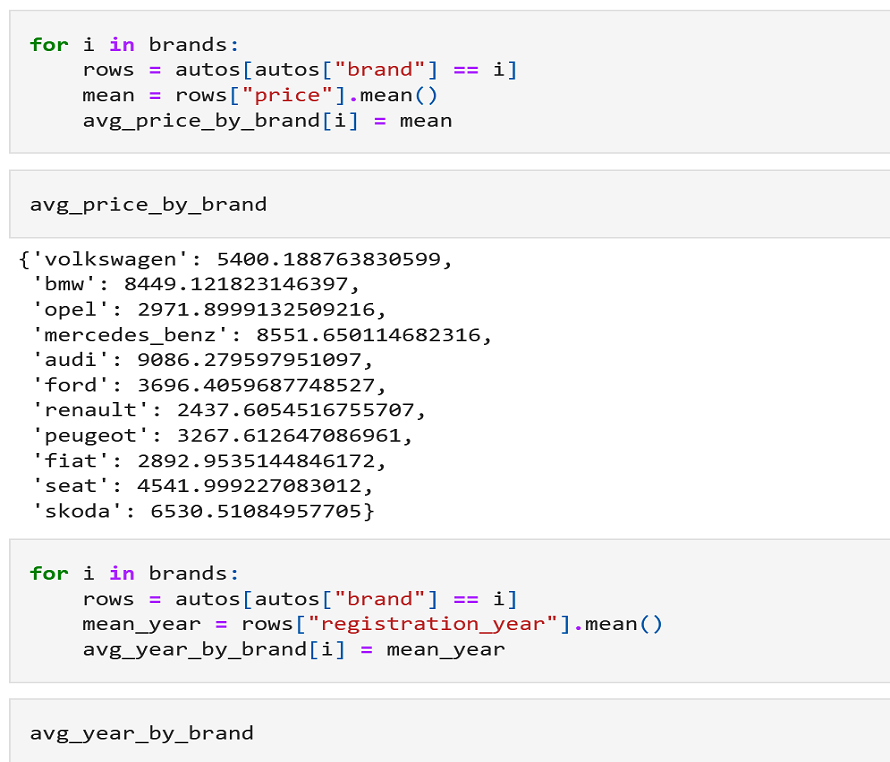 for i in brands:
    rows = autos[autos["brand"] == i]
    mean = rows["price"].mean()
    avg_price_by_brand[i] = mean
avg_price_by_brand
{'volkswagen': 5400.188763830599,
 'bmw': 8449.121823146397,
 'opel': 2971.8999132509216,
 'mercedes_benz': 8551.650114682316,
 'audi': 9086.279597951097,
 'ford': 3696.4059687748527,
 'renault': 2437.6054516755707,
 'peugeot': 3267.612647086961,
 'fiat': 2892.9535144846172,
 'seat': 4541.999227083012,
 'skoda': 6530.51084957705}
for i in brands:
    rows = autos[autos["brand"] == i]
    mean_year = rows["registration_year"].mean()
    avg_year_by_brand[i] = mean_year
avg_year_by_brand